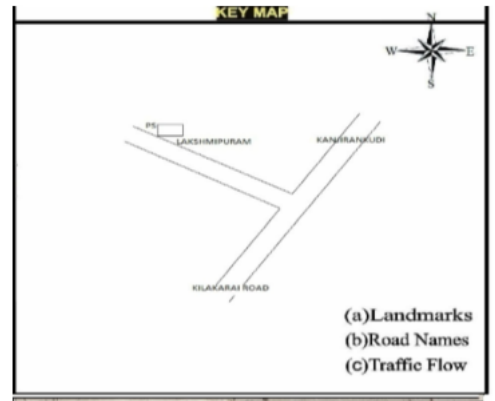 KEY MAP
N
W E
S
PS
LAKSHMIPURAM
KANJIRANKUDI
KILAKARAI ROAD
(a)Landmarks
(b)Road Names
(c)Traffic Flow